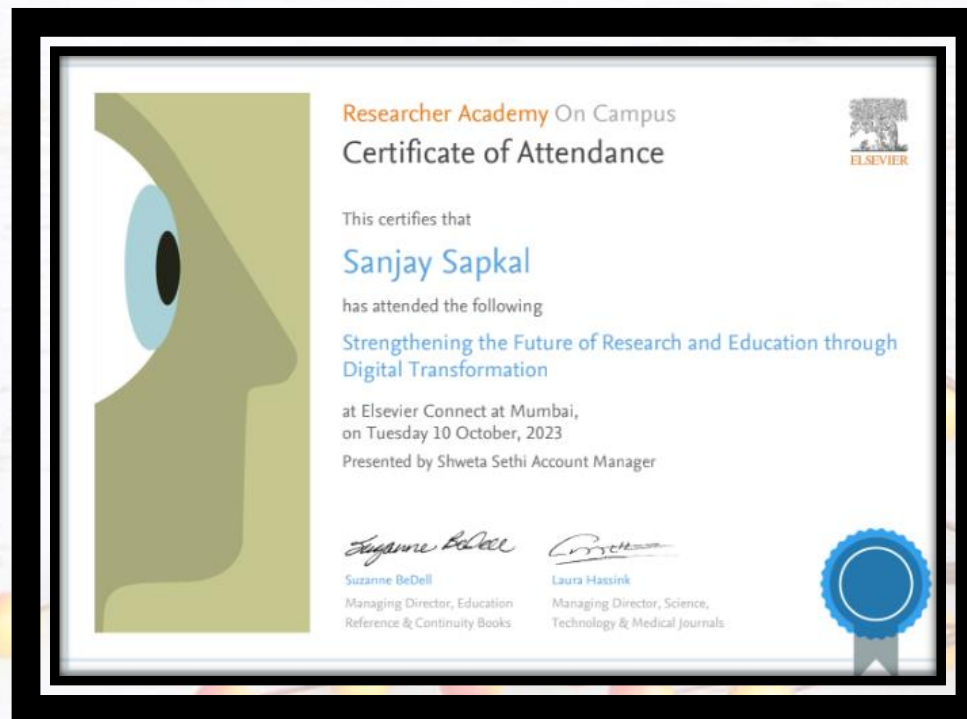 Researcher Academy On Campus
Certificate of Attendance
ELSEVIER
This certifies that
Sanjay Sapkal
has attended the following
Strengthening the Future of Research and Education through
Digital Transformation
at Elsevier Connect at Mumbai,
on Tuesday 10 October, 2023
Presented by Shweta Sethi Account Manager
Suzanne BeDell
Suzanne BeDell
Managing Director, Education
Reference & Continuity Books
Laura Hassink
Managing Director, Science,
Technology & Medical Journals